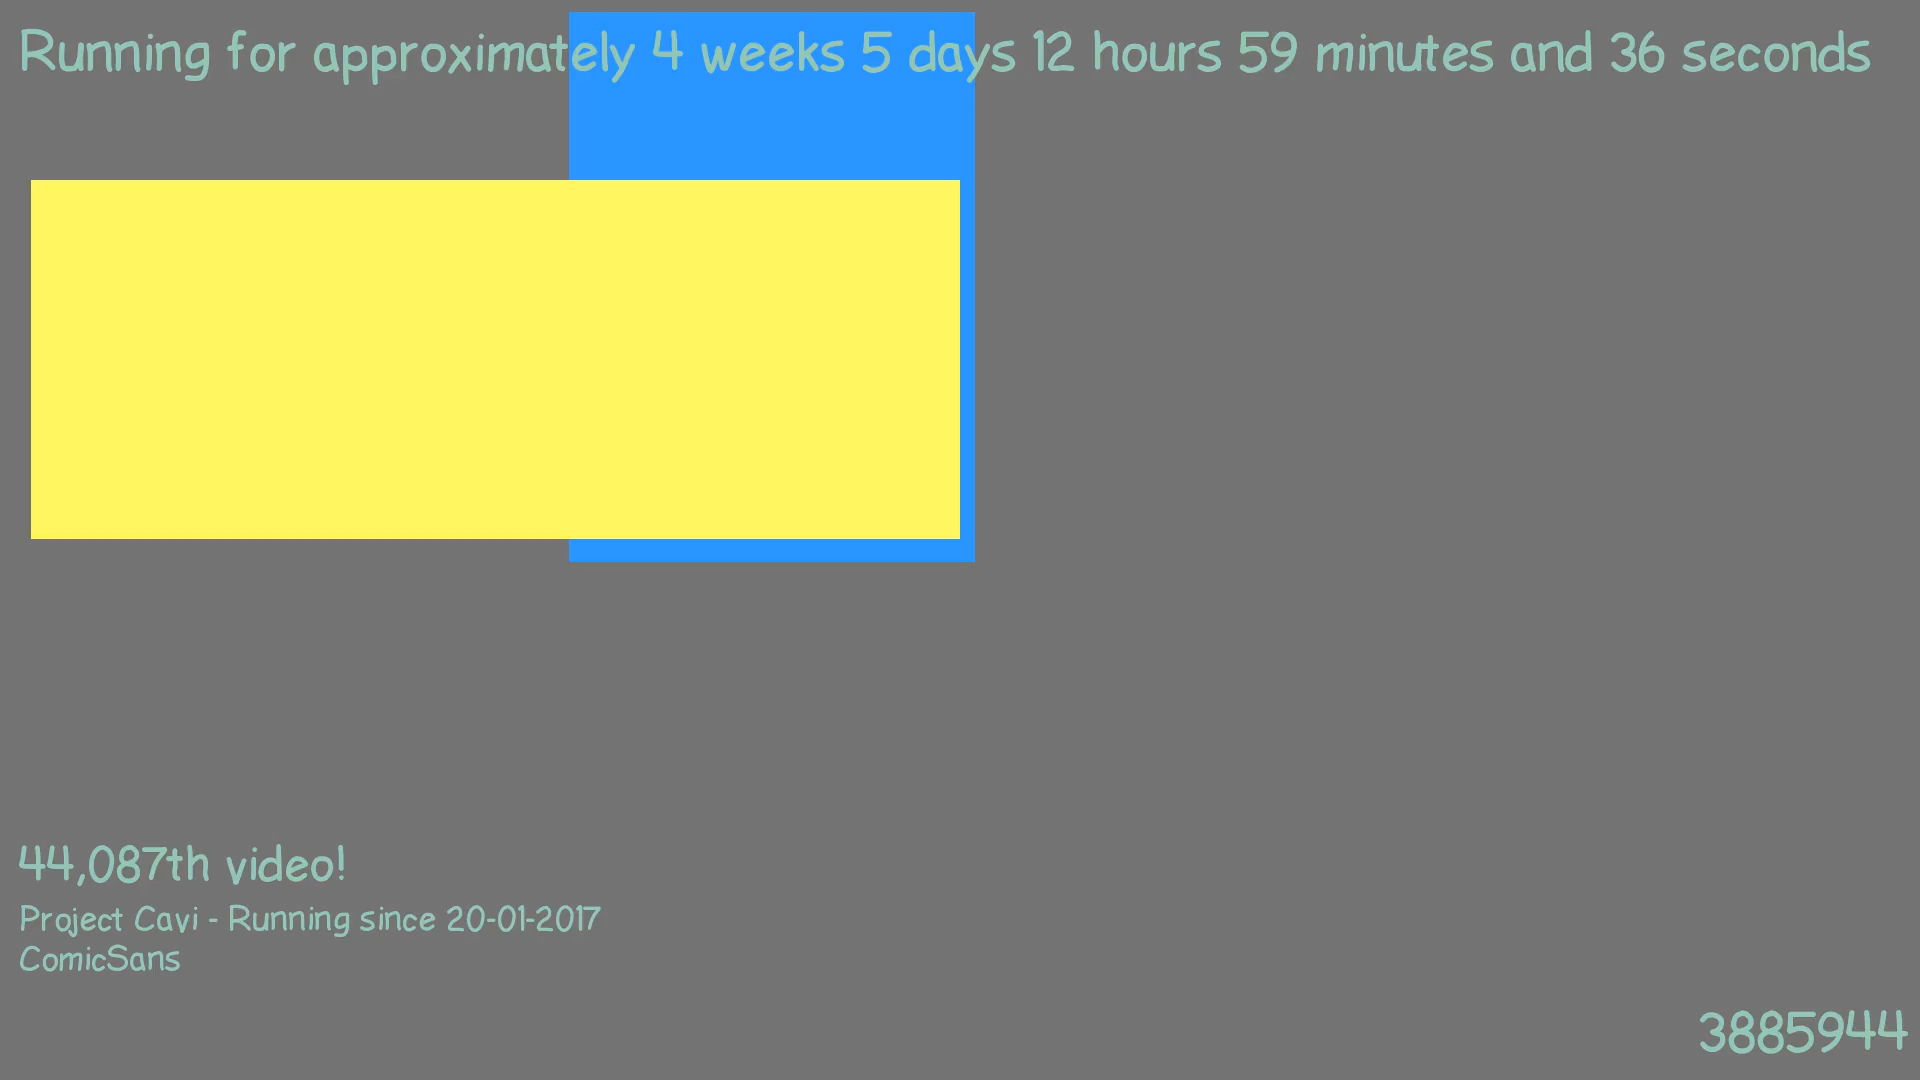 Running for approximately 4 weeks 5 days 12 hours 59 minutes and 36 seconds
44,087th video!
Project Cavi - Running since 20-01-2017
ComicSans
3885944